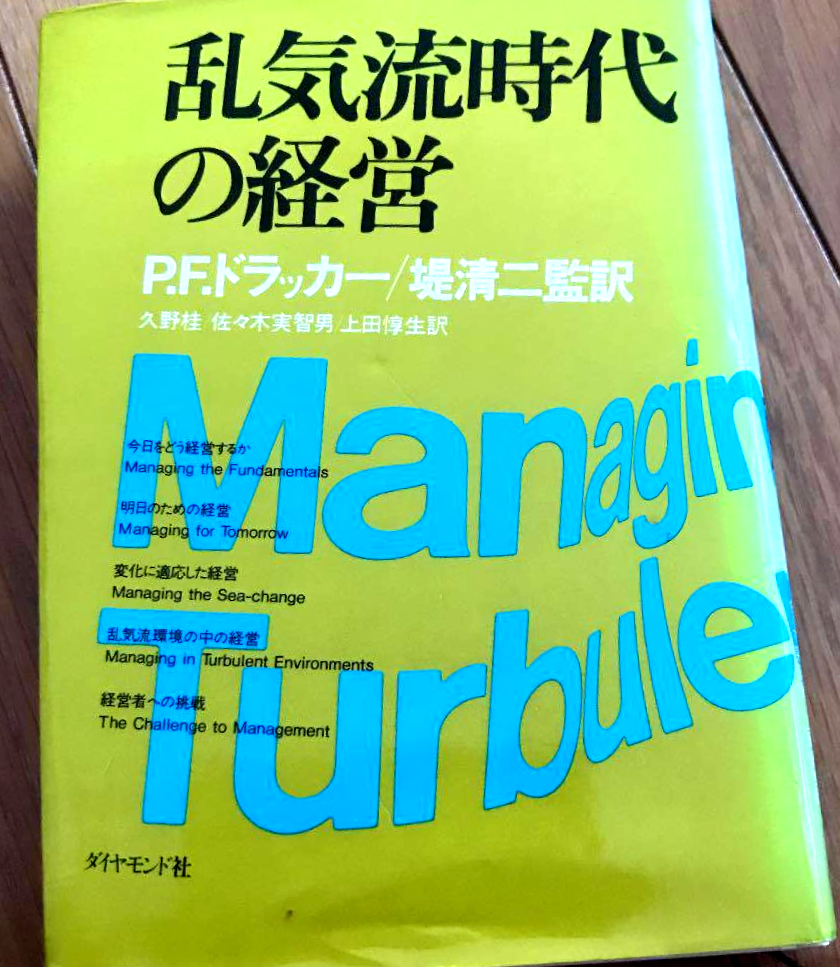 乱気流時代
の経営
P.F.ドラッカー/堤清二監訳
久野桂/佐々木実智男/上田惇生訳
Managin
今日をどう経営するか
Managing the Fundamentals
明日のための経営
Managing for Tomorrow
変化に適応した経営
Managing the Sea-change
Turbule
乱気流環境の中の経営
Managing in Turbulent Environments
経営者への挑戦
The Challenge to Management
ダイヤモンド社